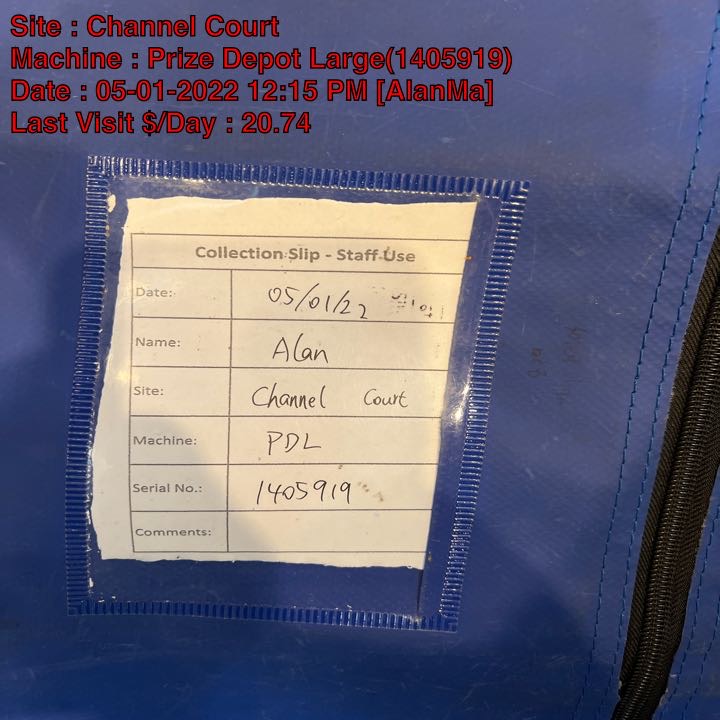 Site : Channel Court
Machine : Prize Depot Large(1405919)
Date : 05-01-2022 12:15 PM [AlanMa]
Last Visit $/Day : 20.74
Collection Slip - Staff Use
Date: 05/01/22
Name: Alan
Site: Channel Court
Machine: PDL
Serial No.: 1405919
Comments: